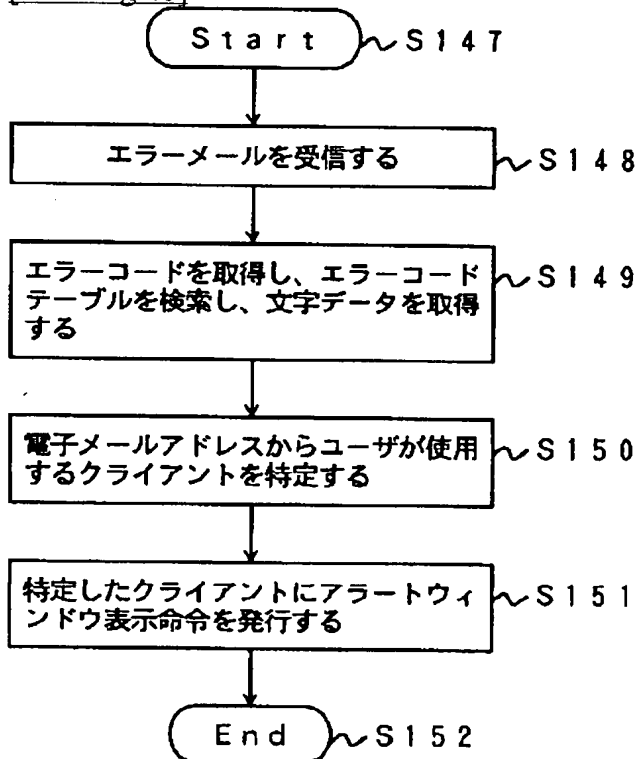 Start S147
エラーメールを受信する S148
エラーコードを取得し、エラーコード S149
テーブルを検索し、文字データを取得
する
電子メールアドレスからユーザが使用 S150
するクライアントを特定する
特定したクライアントにアラートウィ S151
ンドウ表示命令を発行する
End S152